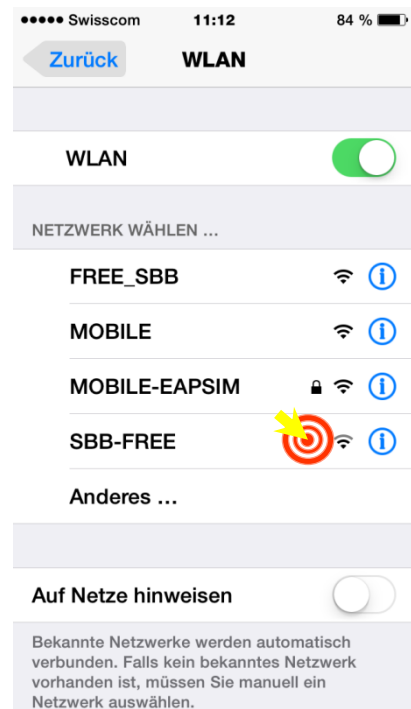 Swisscom 11:12 84 %
Zurück WLAN
WLAN
NETZWERK WÄHLEN ...
FREE_SBB
MOBILE
MOBILE-EAPSIM
SBB-FREE
Anderes ...
Auf Netze hinweisen
Bekannte Netzwerke werden automatisch
verbunden. Falls kein bekanntes Netzwerk
vorhanden ist, müssen Sie manuell ein
Netzwerk auswählen.